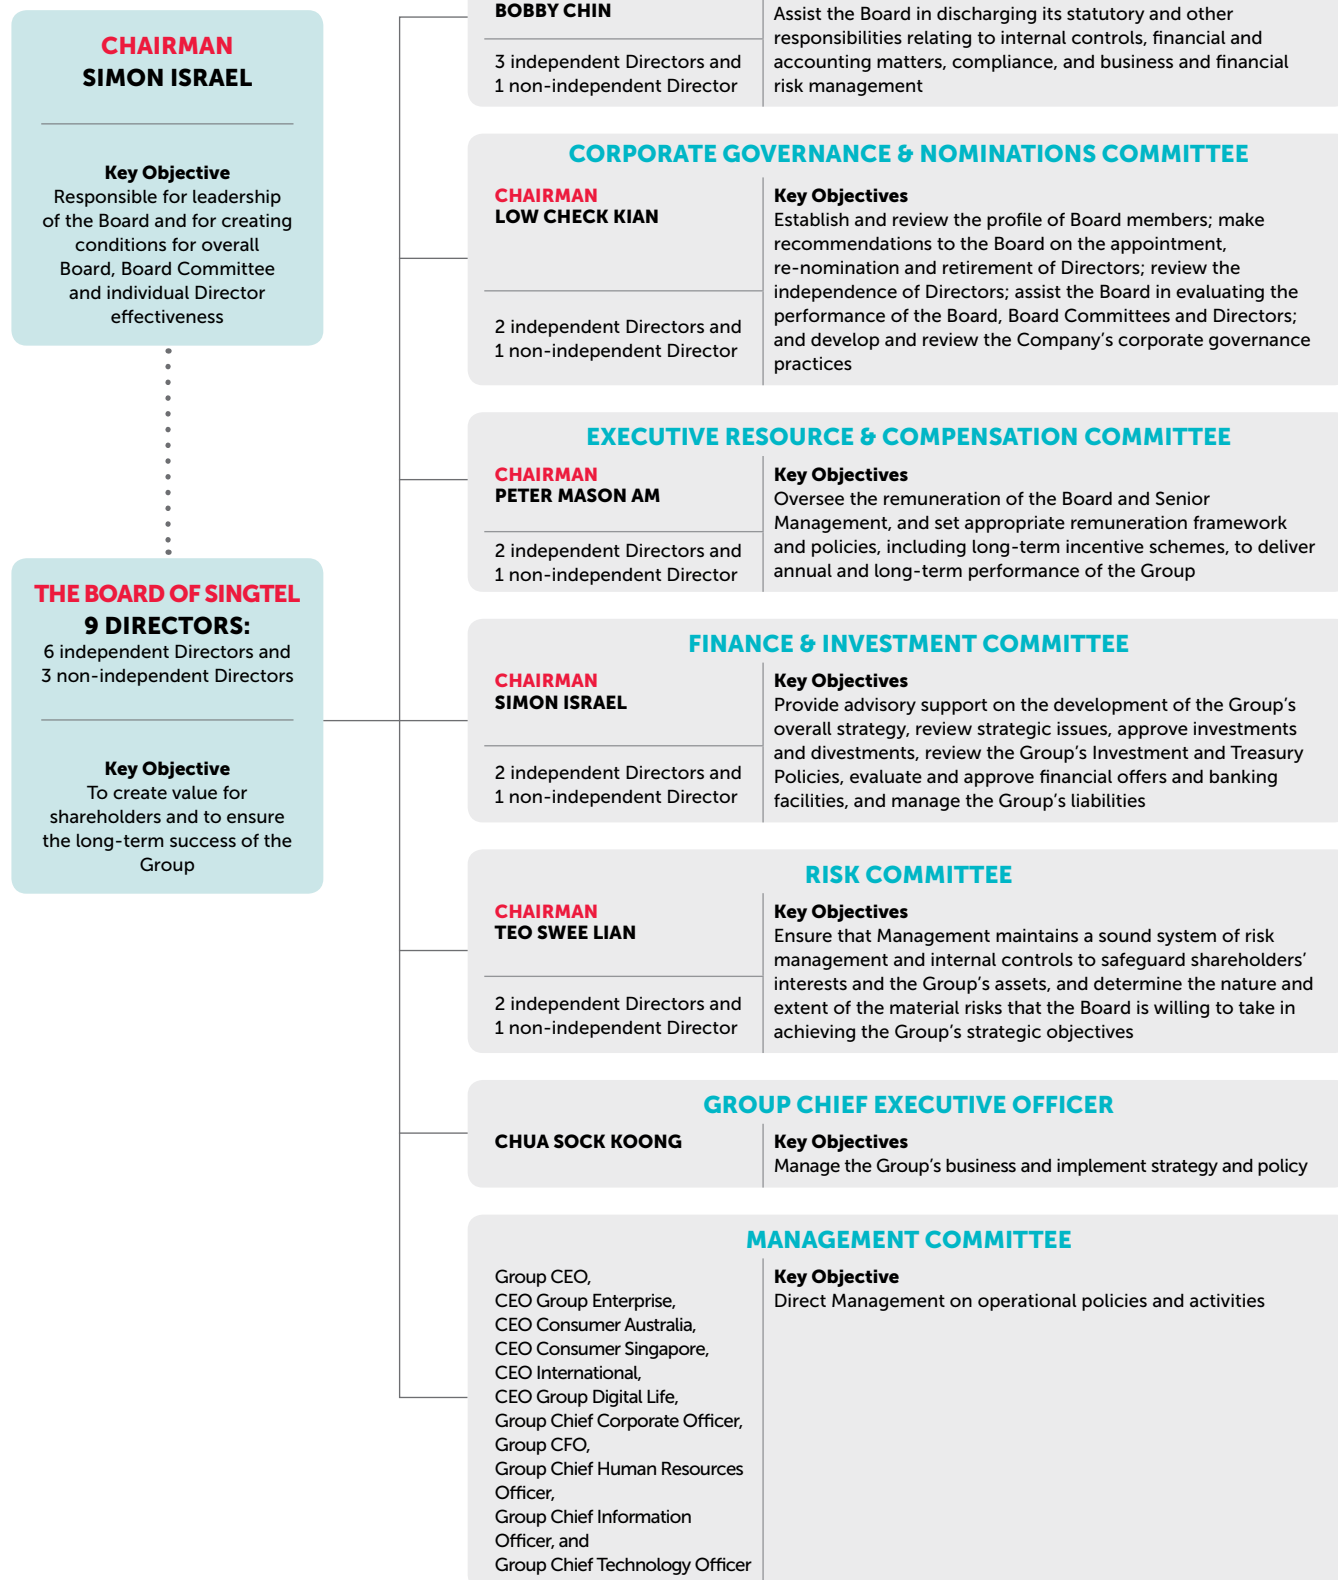 CHAIRMAN
SIMON ISRAEL
Key Objective
Responsible for leadership
of the Board and for creating
conditions for overall
Board, Board Committee
and individual Director
effectiveness
THE BOARD OF SINGTEL
9 DIRECTORS:
6 independent Directors and
3 non-independent Directors
Key Objective
To create value for
shareholders and to ensure
the long-term success of the
Group
BOBBY CHIN
3 independent Directors and
1 non-independent Director
Assist the Board in discharging its statutory and other
responsibilities relating to internal controls, financial and
accounting matters, compliance, and business and financial
risk management
CORPORATE GOVERNANCE & NOMINATIONS COMMITTEE
CHAIRMAN
LOW CHECK KIAN
2 independent Directors and
1 non-independent Director
Key Objectives
Establish and review the profile of Board members; make
recommendations to the Board on the appointment,
re-nomination and retirement of Directors; review the
independence of Directors; assist the Board in evaluating the
performance of the Board, Board Committees and Directors;
and develop and review the Company's corporate governance
practices
EXECUTIVE RESOURCE & COMPENSATION COMMITTEE
CHAIRMAN
PETER MASON AM
2 independent Directors and
1 non-independent Director
Key Objectives
Oversee the remuneration of the Board and Senior
Management, and set appropriate remuneration framework
and policies, including long-term incentive schemes, to deliver
annual and long-term performance of the Group
FINANCE & INVESTMENT COMMITTEE
CHAIRMAN
SIMON ISRAEL
2 independent Directors and
1 non-independent Director
Key Objectives
Provide advisory support on the development of the Group's
overall strategy, review strategic issues, approve investments
and divestments, review the Group's Investment and Treasury
Policies, evaluate and approve financial offers and banking
facilities, and manage the Group's liabilities
RISK COMMITTEE
CHAIRMAN
TEO SWEE LIAN
2 independent Directors and
1 non-independent Director
Key Objectives
Ensure that Management maintains a sound system of risk
management and internal controls to safeguard shareholders'
interests and the Group's assets, and determine the nature and
extent of the material risks that the Board is willing to take in
achieving the Group's strategic objectives
GROUP CHIEF EXECUTIVE OFFICER
CHUA SOCK KOONG
Key Objectives
Manage the Group's business and implement strategy and policy
MANAGEMENT COMMITTEE
Group CEO,
CEO Group Enterprise,
CEO Consumer Australia,
CEO Consumer Singapore,
CEO International,
CEO Group Digital Life,
Group Chief Corporate Officer,
Group CFO,
Group Chief Human Resources
Officer,
Group Chief Information
Officer, and
Group Chief Technology Officer
Key Objective
Direct Management on operational policies and activities